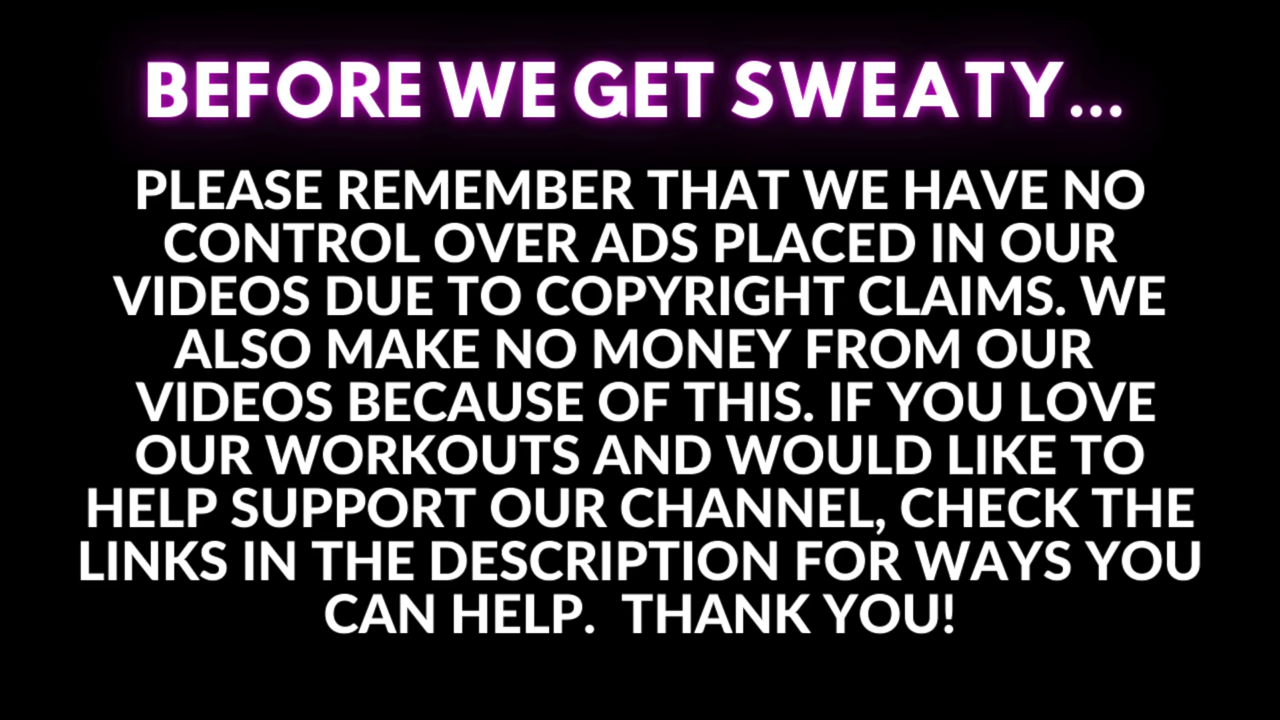 BEFORE WE GET SWEATY...
PLEASE REMEMBER THAT WE HAVE NO
CONTROL OVER ADS PLACED IN OUR
VIDEOS DUE TO COPYRIGHT CLAIMS. WE
ALSO MAKE NO MONEY FROM OUR
VIDEOS BECAUSE OF THIS. IF YOU LOVE
OUR WORKOUTS AND WOULD LIKE TO
HELP SUPPORT OUR CHANNEL, CHECK THE
LINKS IN THE DESCRIPTION FOR WAYS YOU
CAN HELP.  THANK YOU!